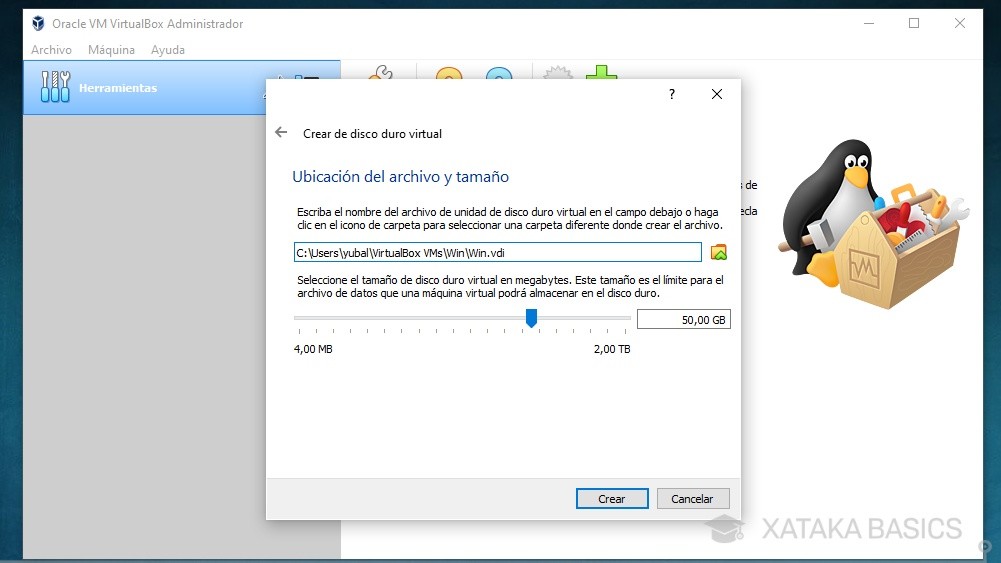 Oracle VM VirtualBox Administrador
Archivo Máquina Ayuda
Herramientas
?
Crear de disco duro virtual
Ubicación del archivo y tamaño
s de
ecla
Escriba el nombre del archivo de unidad de disco duro virtual en el campo debajo o haga
clic en el icono de carpeta para seleccionar una carpeta diferente donde crear el archivo.
C:\Users\yubal\VirtualBox VMs\Win\Win.vdi
Seleccione el tamaño de disco duro virtual en megabytes. Este tamaño es el límite para el
archivo de datos que una máquina virtual podrá almacenar en el disco duro.
50,00 GB
4,00 MB 2,00 TB
Crear Cancelar
XATAKA BASICS